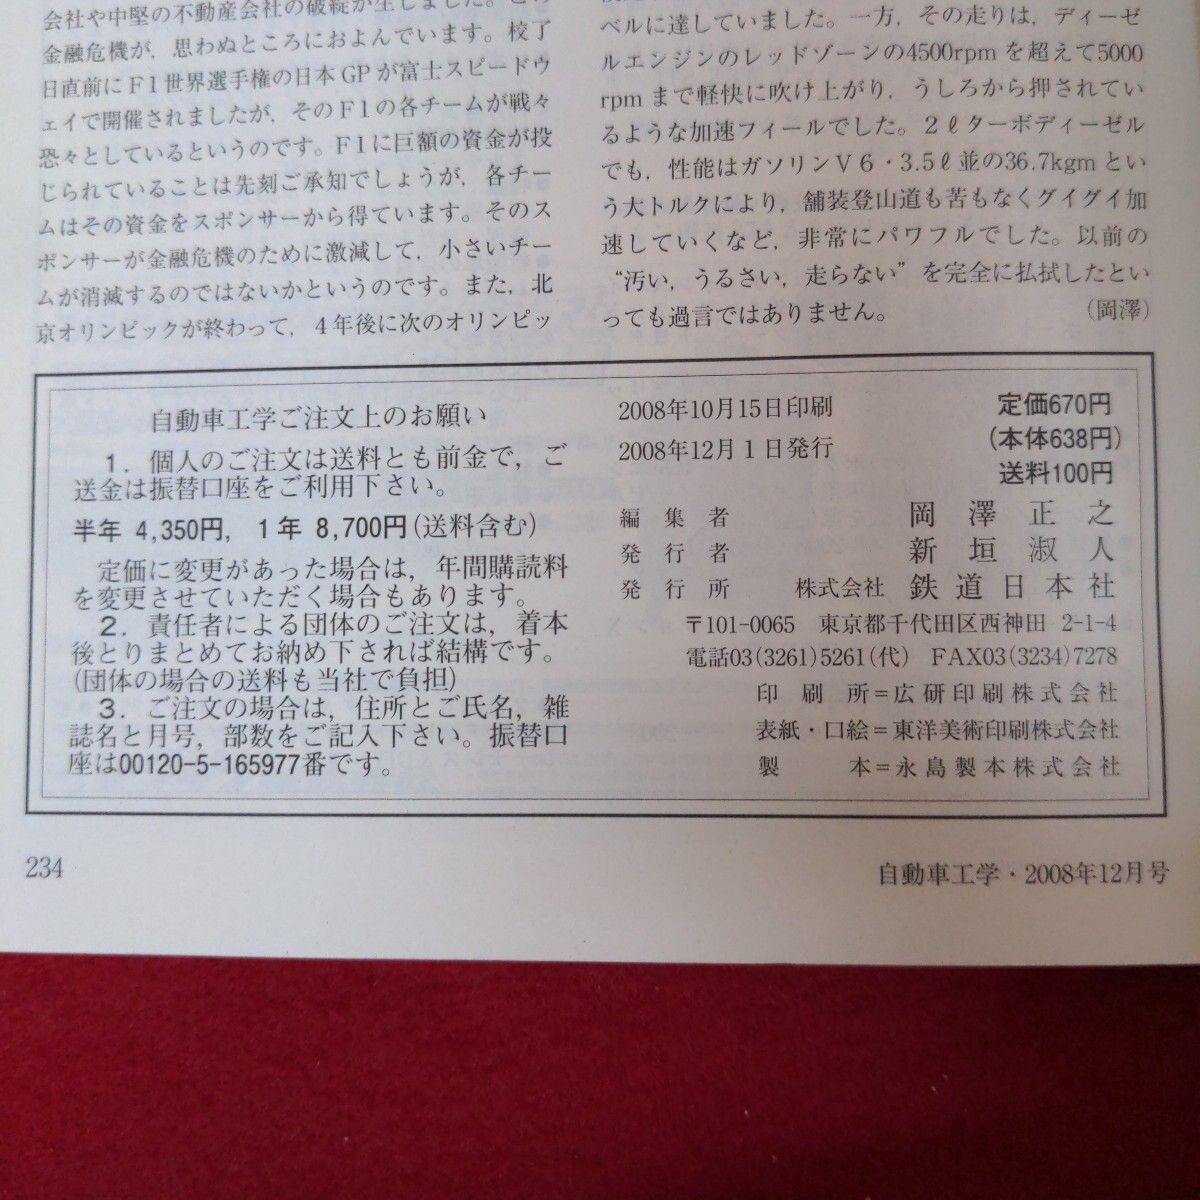 会社や中堅の不動産会社の破綻が生じました。この
金融危機が，思わぬところにおよんでいます。校了
日直前にＦ1世界選手権の日本GPが富士スピードウ
ェイで開催されましたが，そのＦ1の各チームが戦々
恐々としているというのです。Ｆ1に巨額の資金が投
じられていることは先刻ご承知でしょうが，各チー
ムはその資金をスポンサーから得ています。そのス
ポンサーが金融危機のために激減して，小さいチー
ムが消滅するのではないかというのです。また，北
京オリンピックが終わって，４年後に次のオリンピッ
ベルに達していました。一方，その走りは，ディーゼ
ルエンジンのレッドゾーンの4500rpmを超えて5000
rpmまで軽快に吹け上がり，うしろから押されてい
るような加速フィールでした。２ℓターボディーゼル
でも，性能はガソリンＶ６・3.5ℓ並の36.7kgmとい
う大トルクにより，舗装登山道も苦もなくグイグイ加
速していくなど，非常にパワフルでした。以前の
“汚い，うるさい，走らない”を完全に払拭したとい
っても過言ではありません。（岡澤）
自動車工学ご注文上のお願い
１．個人のご注文は送料とも前金で，ご
送金は振替口座をご利用下さい。
半年 4,350円，１年 8,700円(送料含む)
定価に変更があった場合は，年間購読料
を変更させていただく場合もあります。
２．責任者による団体のご注文は，着本
後とりまとめてお納め下されば結構です。
(団体の場合の送料も当社で負担)
３．ご注文の場合は，住所とご氏名，雑
誌名と月号，部数をご記入下さい。振替口
座は00120-5-165977番です。
2008年10月15日印刷
2008年12月１日発行
定価670円
(本体638円)
送料100円
編集者 岡澤正之
発行者 新垣淑人
発行所 株式会社 鉄道日本社
〒101-0065 東京都千代田区西神田 2-1-4
電話03(3261)5261(代) FAX03(3234)7278
印刷所＝広研印刷株式会社
表紙・口絵＝東洋美術印刷株式会社
製本＝永島製本株式会社
234
自動車工学・2008年12月号